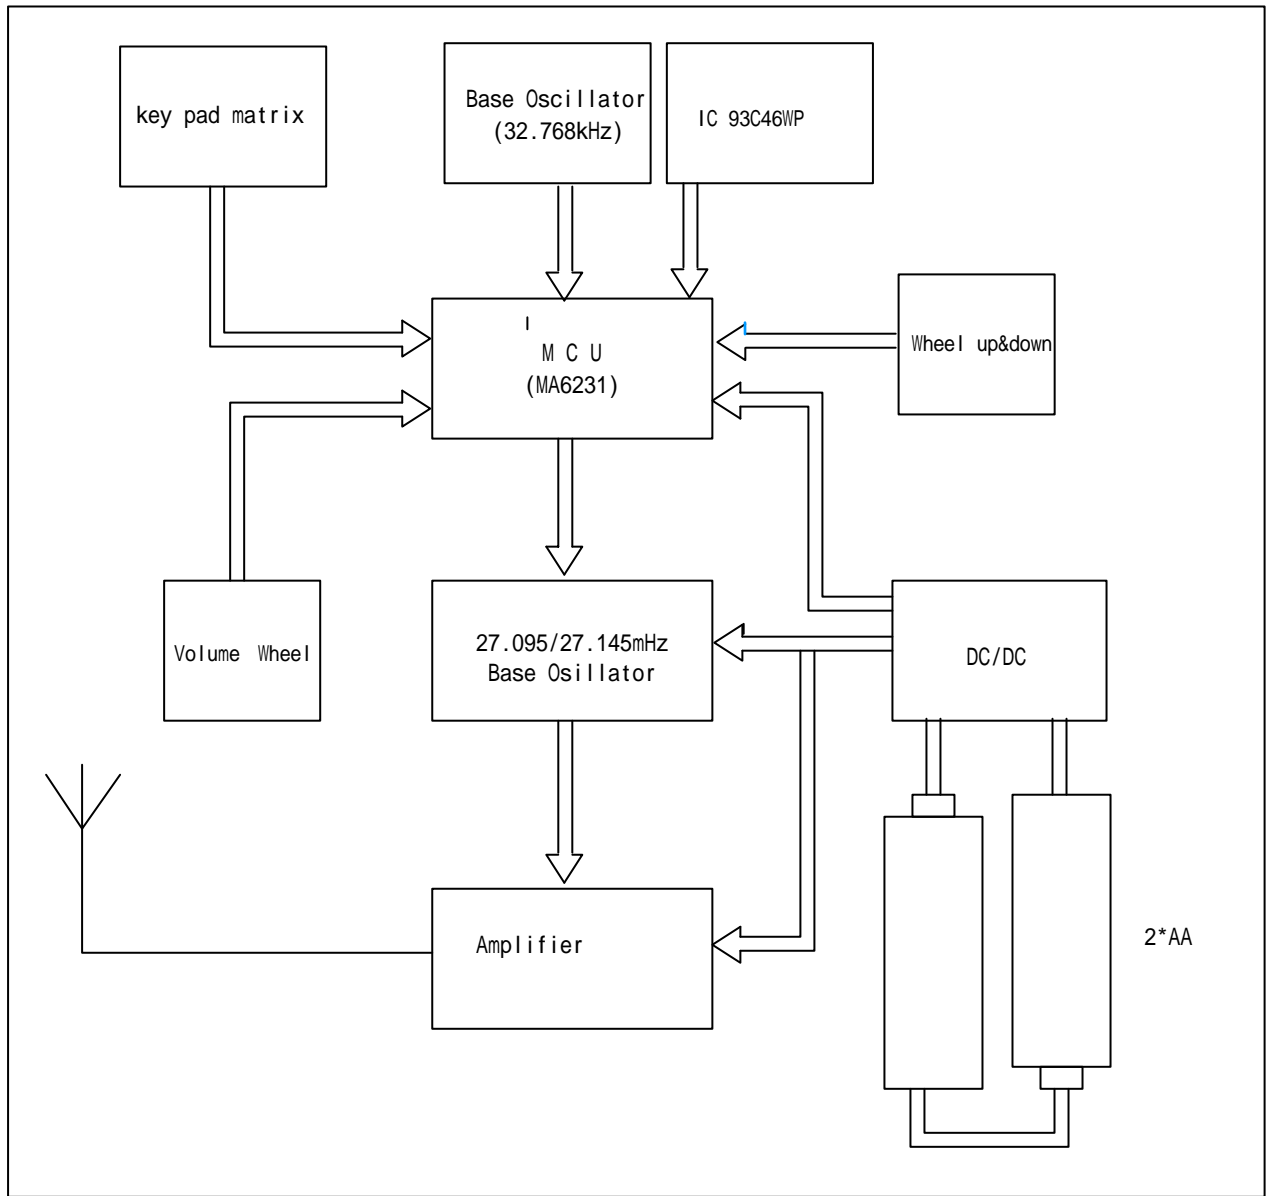 key pad matrix
Base Oscillator
(32.768kHz)
IC 93C46WP
M C U
(MA6231)
Wheel up&down
Volume Wheel
27.095/27.145mHz
Base Osillator
DC/DC
Amplifier
2*AA